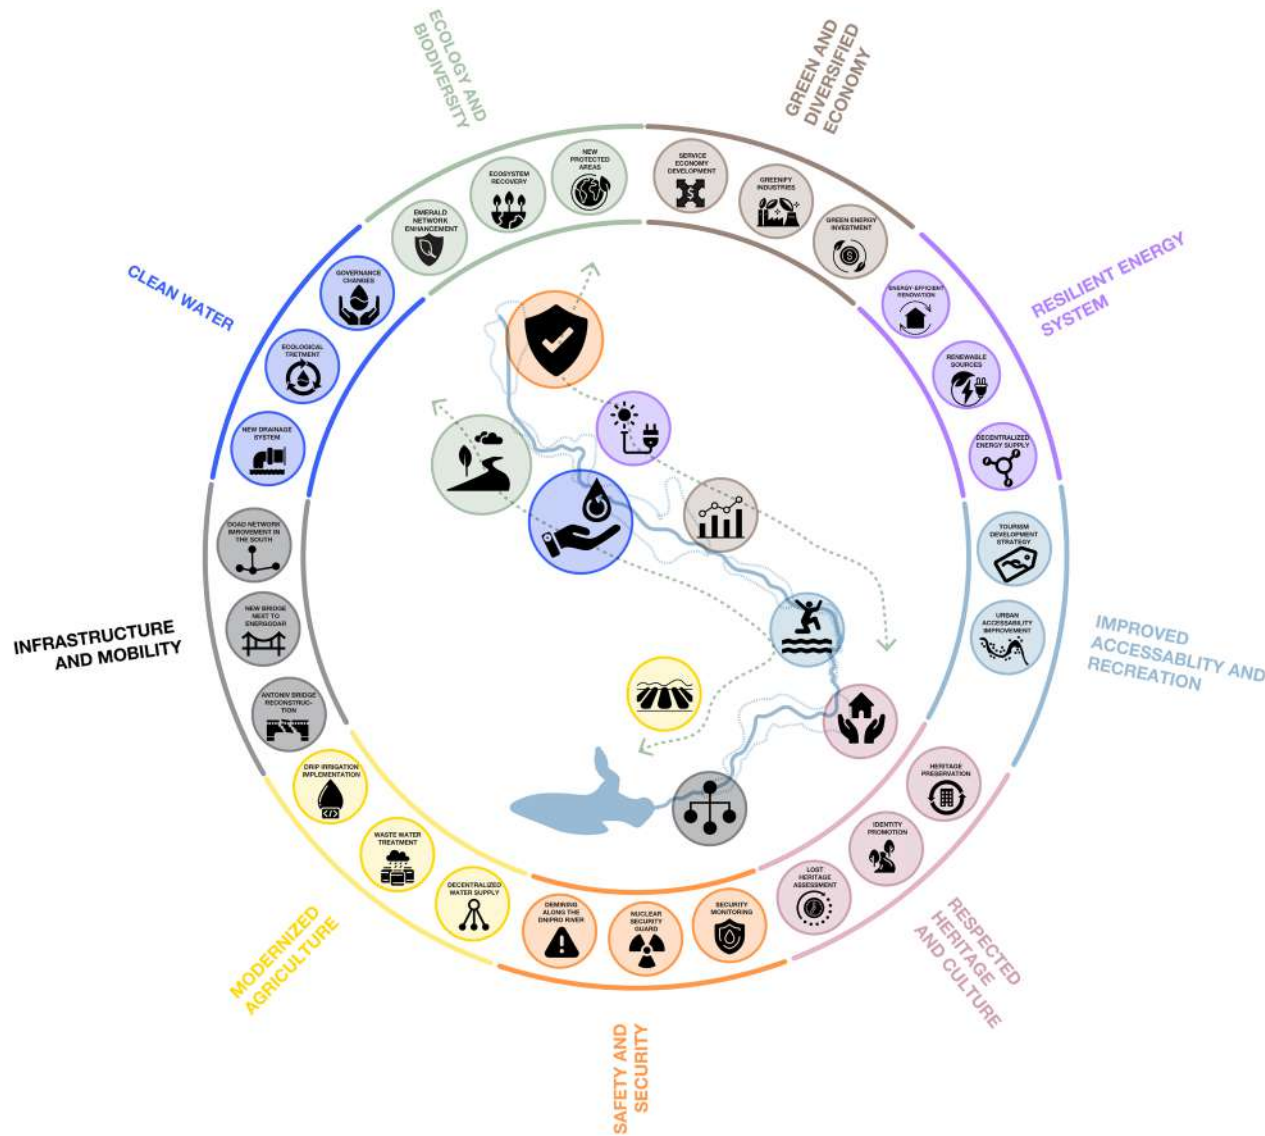 ECOLOGY AND
BIODIVERSITY
GREEN AND
DIVERSIFIED
ECONOMY
NEW
PROTECTED
AREAS
ECOSYSTEM
RECOVERY
EMERALD
NETWORK
ENHANCEMENT
SERVICE
ECONOMY
DEVELOPMENT
GREENIFY
INDUSTRIES
GREEN ENERGY
INVESTMENT
CLEAN WATER
GOVERNANCE
CHANGES
ECOLOGICAL
TRETMENT
NEW DRAINAGE
SYSTEM
RESILIENT ENERGY
SYSTEM
ENERGY-EFFICIENT
RENOVATION
RENEWABLE
SOURCES
DECENTRALIZED
ENERGY SUPPLY
INFRASTRUCTURE
AND MOBILITY
DOAD NETWORK
IMROVEMENT IN
THE SOUTH
NEW BRIDGE
NEXT TO
ENERGODAR
ANTONIV BRIDGE
RECONSTRUC-
TION
IMPROVED
ACCESSABLITY AND
RECREATION
TOURISM
DEVELOPMENT
STRATEGY
URBAN
ACCESSABILITY
IMPROVEMENT
MODERNIZED
AGRICULTURE
DRIP IRRIGATION
IMPLEMENTATION
WASTE WATER
TREATMENT
DECENTRALIZED
WATER SUPPLY
SAFETY AND
SECURITY
DEMINING
ALONG THE
DNIPRO RIVER
NUCLEAR
SECURITY
GUARD
SECURITY
MONITORING
RESPECTED
HERITAGE
AND CULTURE
LOST
HERITAGE
ASSESSMENT
IDENTITY
PROMOTION
HERITAGE
PRESERVATION